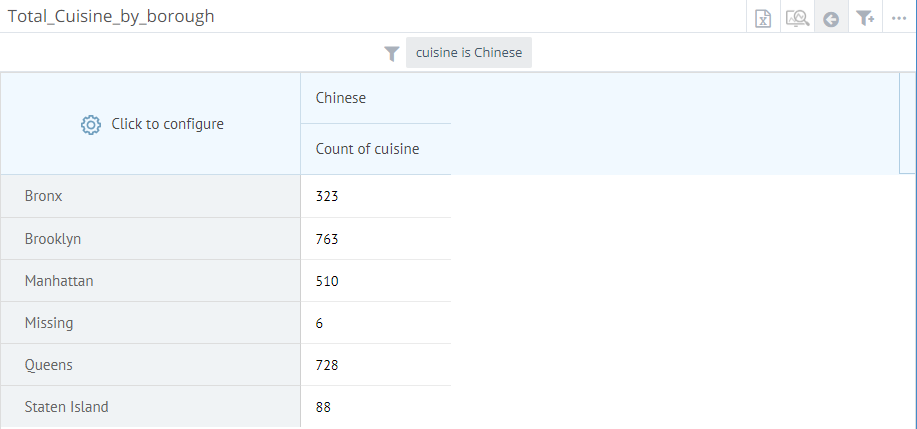 Total_Cuisine_by_borough
cuisine is Chinese
Click to configure
Chinese
Count of cuisine
Bronx 323
Brooklyn 763
Manhattan 510
Missing 6
Queens 728
Staten Island 88